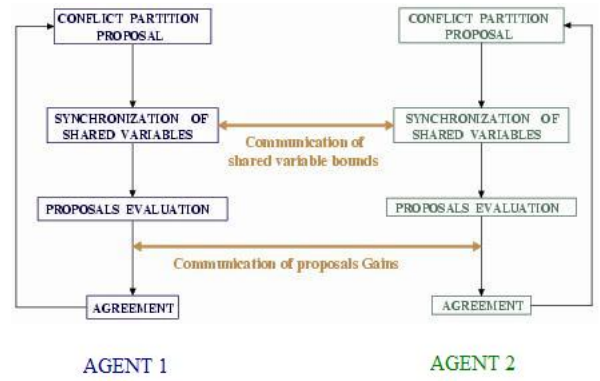 CONFLICT PARTITION
PROPOSAL
CONFLICT PARTITION
PROPOSAL
SYNCHRONIZATION OF
SHARED VARIABLES
SYNCHRONIZATION OF
SHARED VARIABLES
Communication of
shared variable bounds
PROPOSALS EVALUATION
PROPOSALS EVALUATION
Communication of proposals Gains
AGREEMENT
AGREEMENT
AGENT 1
AGENT 2